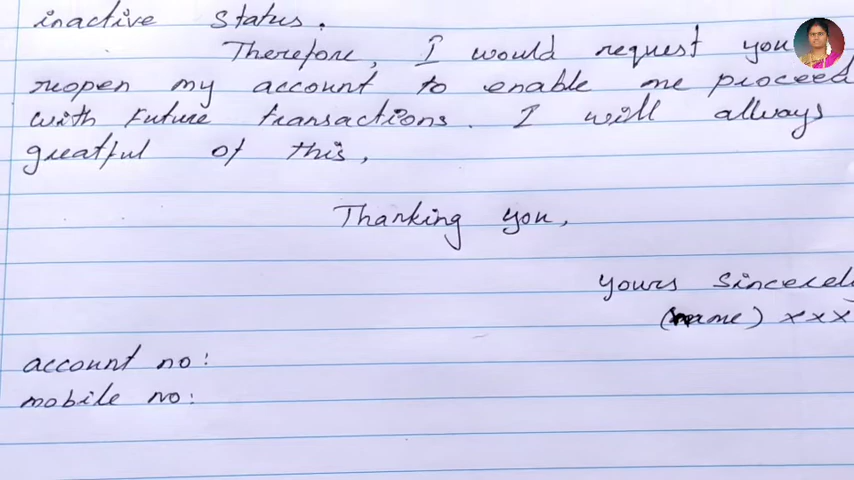 inactive Status.
Therefore, I would request you
reopen my account to enable me proceed
with Future transactions. I will allways
greatful of this,
Thanking you,
yours Sincerely
(name) xxx
account no:
mobile no: